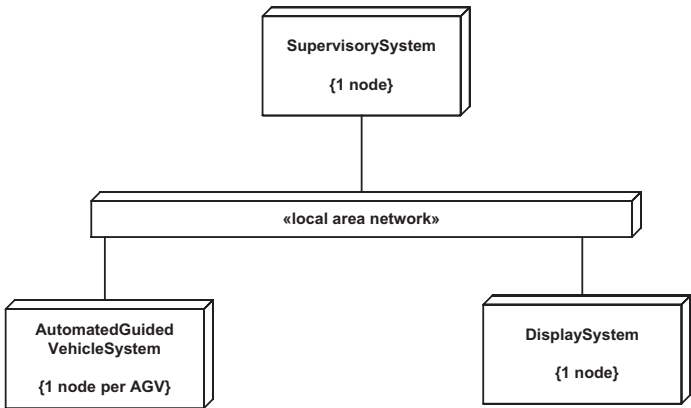 SupervisorySystem
{1 node}
«local area network»
AutomatedGuided
VehicleSystem
{1 node per AGV}
DisplaySystem
{1 node}